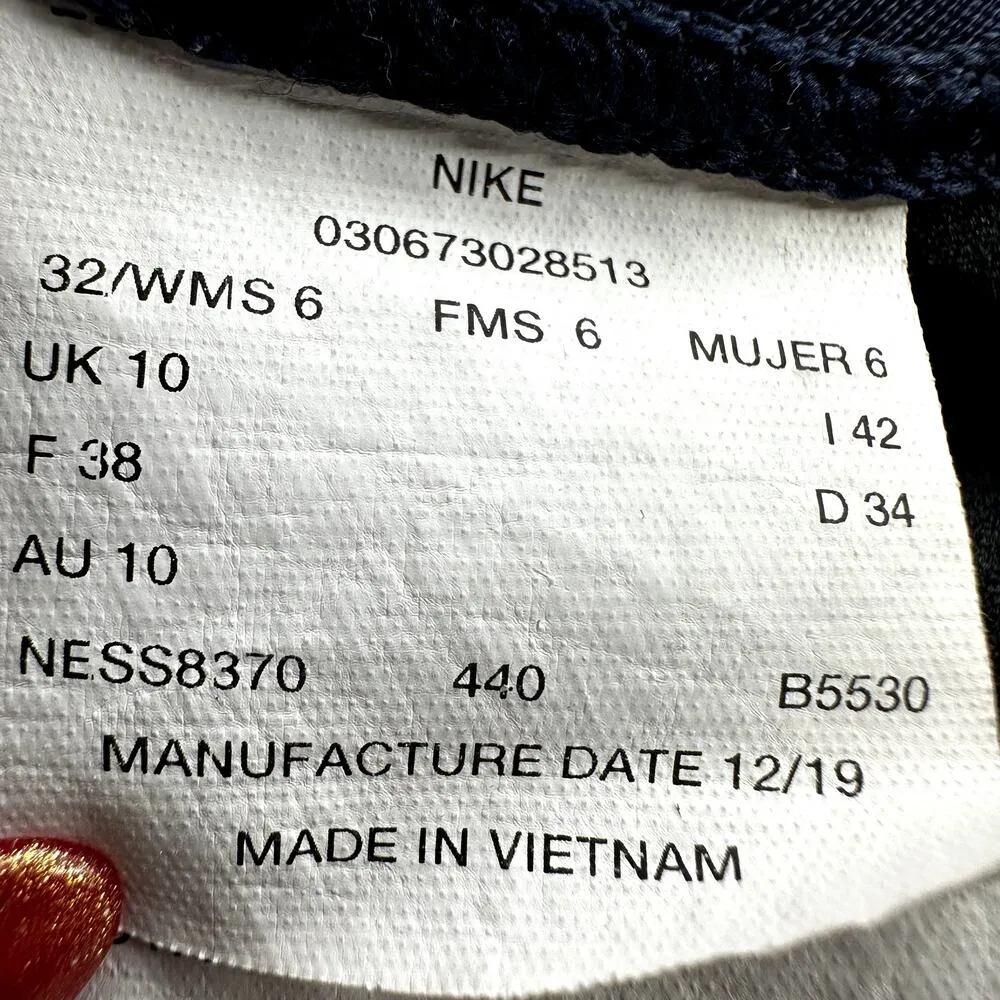 NIKE
030673028513
32/WMS 6 FMS 6 MUJER 6
UK 10 I 42
F 38 D 34
AU 10
NESS8370 440 B5530
MANUFACTURE DATE 12/19
MADE IN VIETNAM